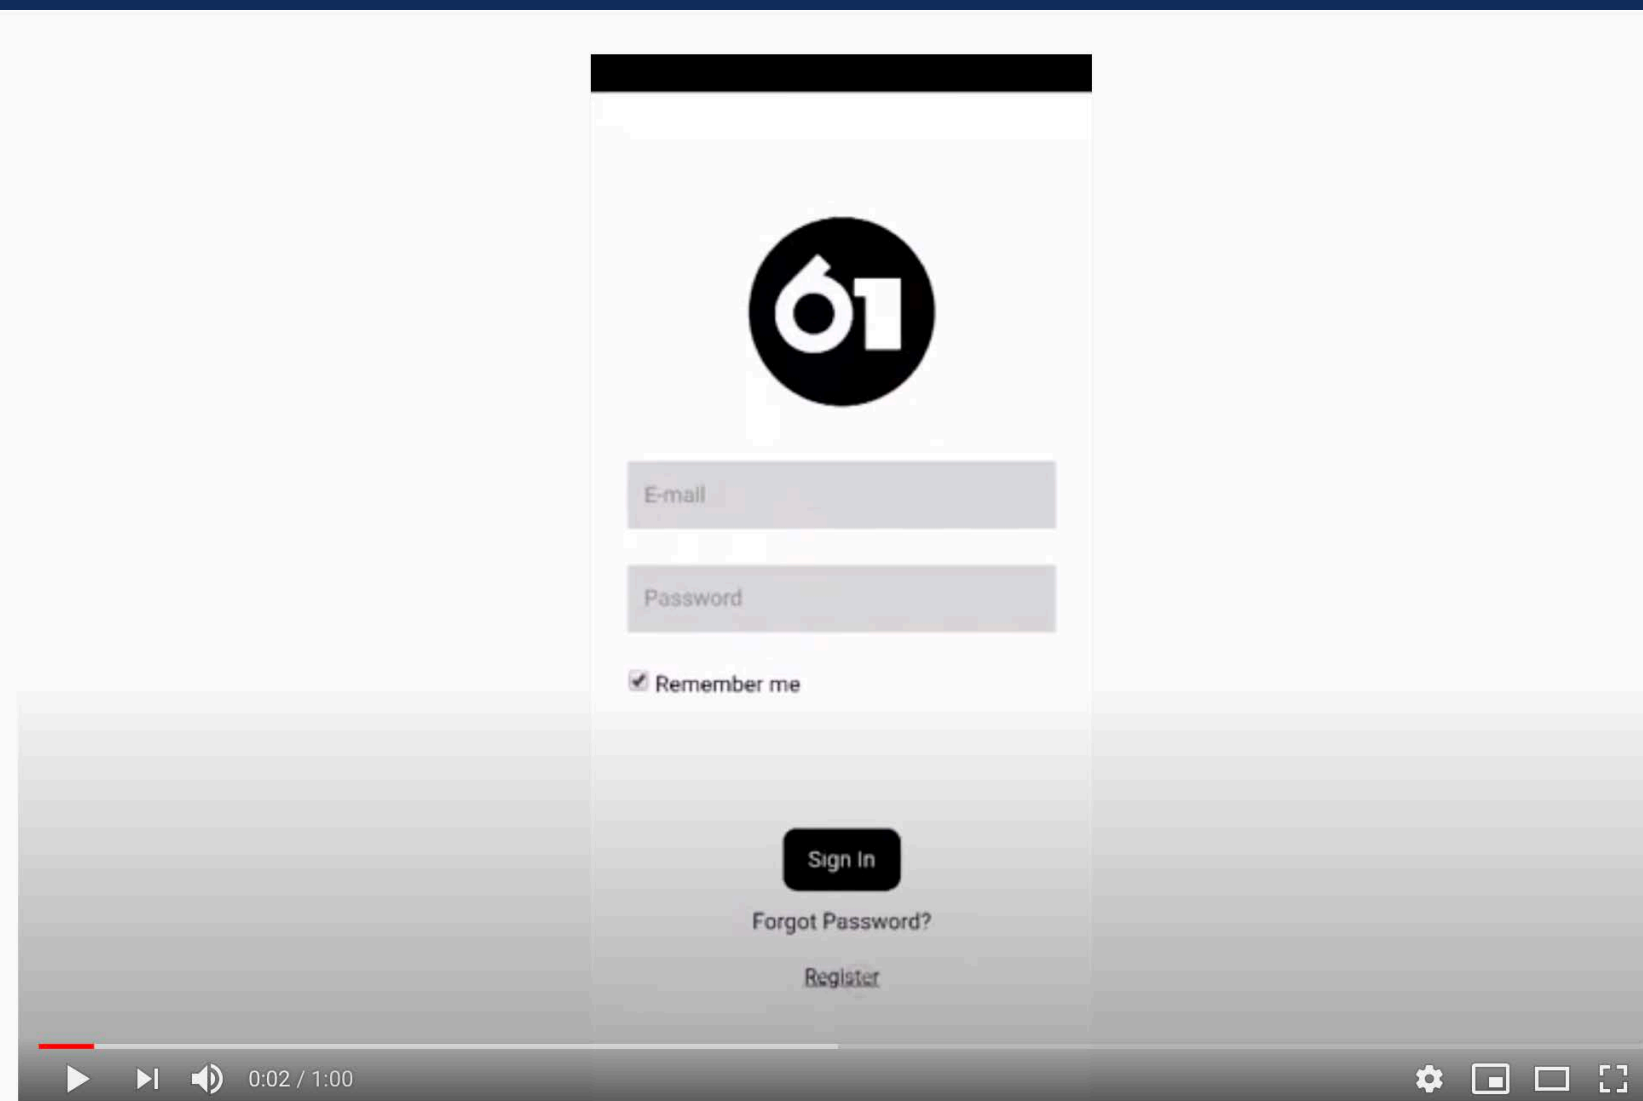 61
E-mail
Password
Remember me
Sign In
Forgot Password?
Register
0:02 / 1:00